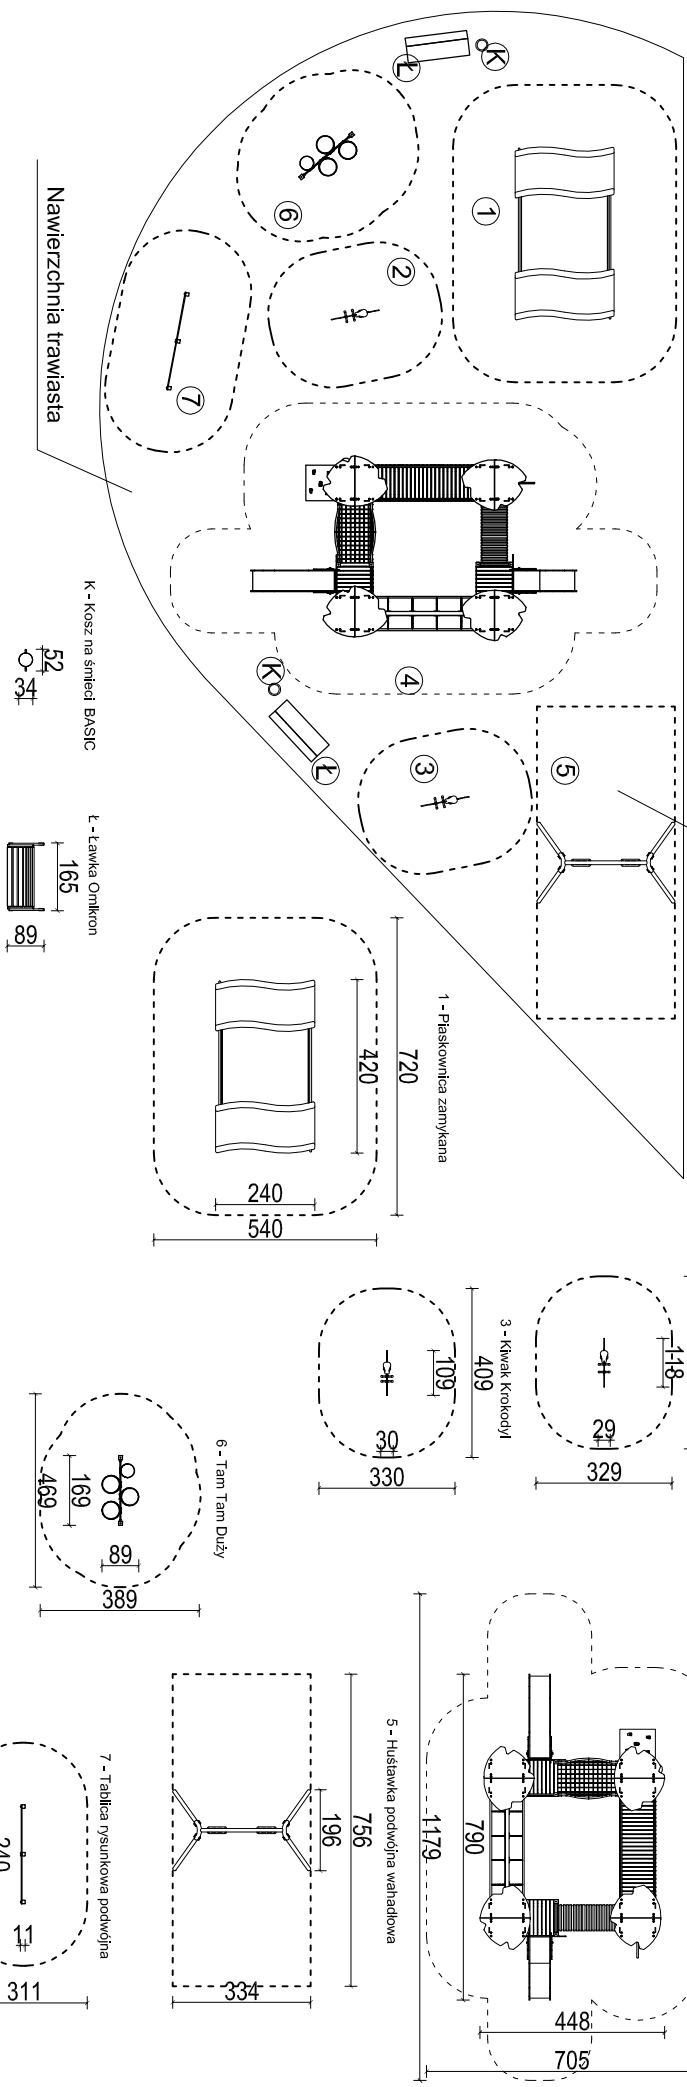 K
Ł
1
6
2
7
Nawierzchnia trawiasta
4
K
Ł
3
5
K - Kosz na śmieci BASIC
52
34
Ł - Ławka Omikron
165
89
1 - Piaskownica zamykana
720
420
240
540
118
29
329
3 - Kiwak Krokodyl
409
109
30
330
6 - Tam Tam Duży
169
469
89
389
1179
790
448
705
5 - Huśtawka podwójna wahadłowa
756
196
334
7 - Tablica rysunkowa podwójna
11
311